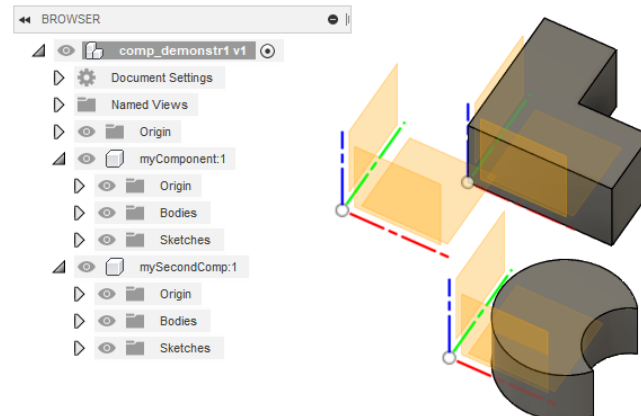 BROWSER
comp_demonstr1 v1
Document Settings
Named Views
Origin
myComponent:1
Origin
Bodies
Sketches
mySecondComp:1
Origin
Bodies
Sketches